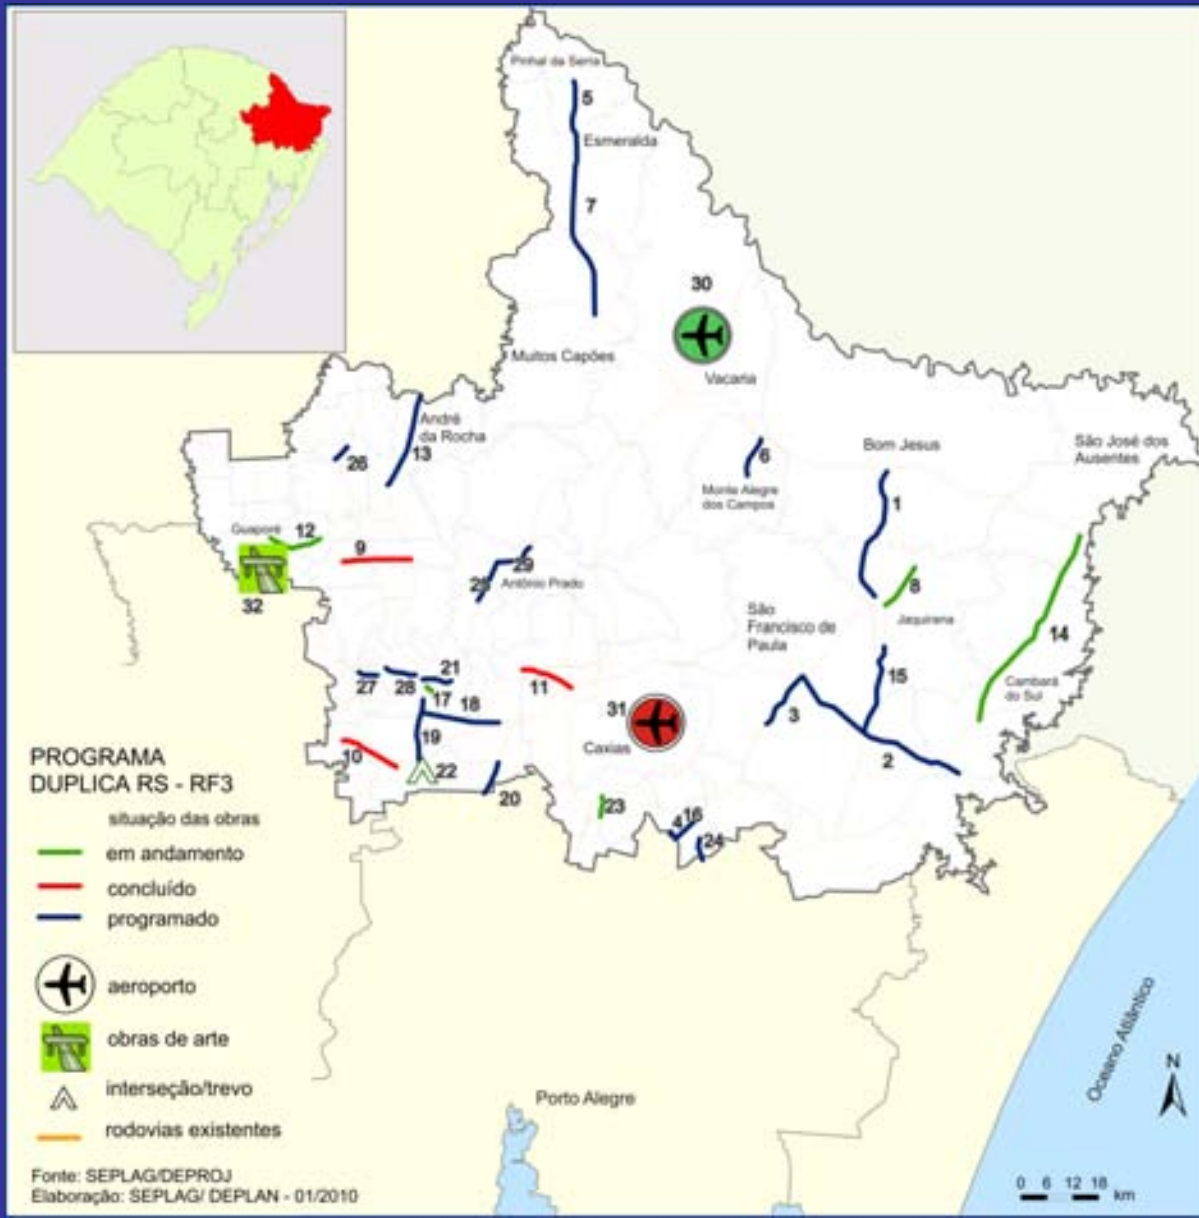 Pinhal da Serra
5
Esmeralda
7
30
Muitos Capões
Vacaria
André
da Rocha
13
26
6
Bom Jesus
São José dos
Ausentes
Monte Alegre
dos Campos
1
Guaporé
12
9
29
25
Antônio Prado
8
32
São
Francisco de
Paula
Jaquirana
14
21
27
28
17
11
15
Cambará
do Sul
18
31
3
19
Caxias
2
10
22
20
23
4
16
24
PROGRAMA
DUPLICA RS - RF3
situação das obras
em andamento
concluído
programado
aeroporto
obras de arte
interseção/trevo
rodovias existentes
Porto Alegre
Oceano Atlântico
N
Fonte: SEPLAG/DEPROJ
Elaboração: SEPLAG/ DEPLAN - 01/2010
0 6 12 18
km